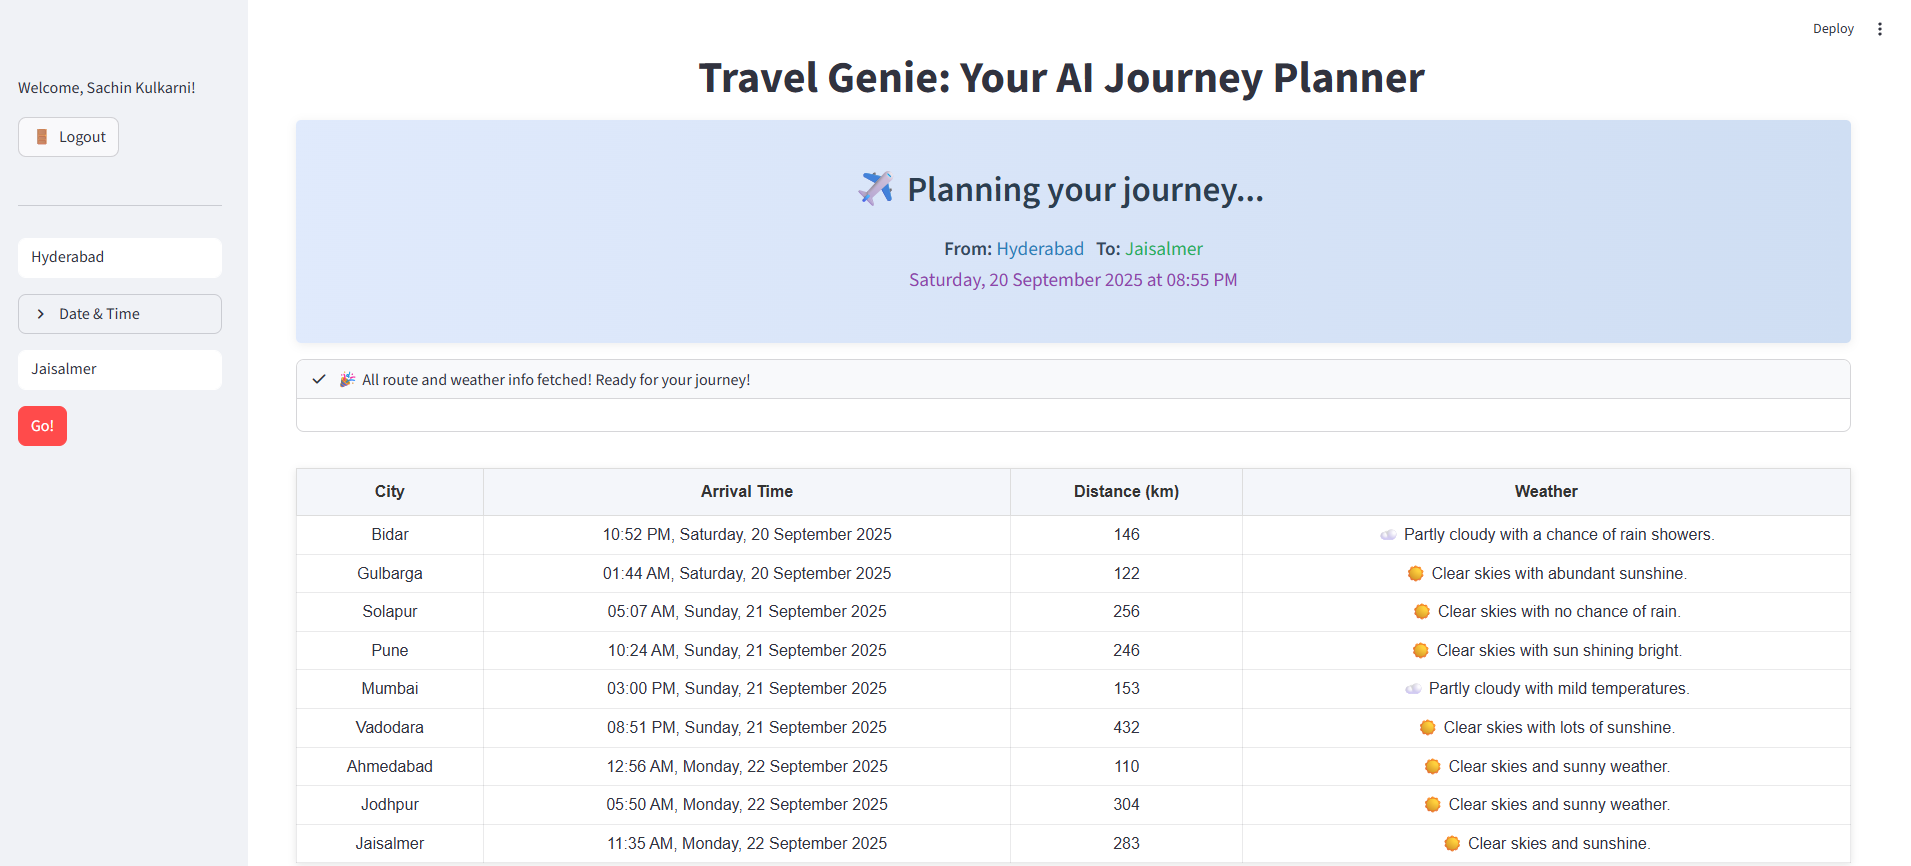 Deploy
Welcome, Sachin Kulkarni!
Logout
Hyderabad
Date & Time
Jaisalmer
Go!
Travel Genie: Your AI Journey Planner
Planning your journey...
From: Hyderabad To: Jaisalmer
Saturday, 20 September 2025 at 08:55 PM
All route and weather info fetched! Ready for your journey!
City Arrival Time Distance (km) Weather
Bidar 10:52 PM, Saturday, 20 September 2025 146 Partly cloudy with a chance of rain showers.
Gulbarga 01:44 AM, Saturday, 20 September 2025 122 Clear skies with abundant sunshine.
Solapur 05:07 AM, Sunday, 21 September 2025 256 Clear skies with no chance of rain.
Pune 10:24 AM, Sunday, 21 September 2025 246 Clear skies with sun shining bright.
Mumbai 03:00 PM, Sunday, 21 September 2025 153 Partly cloudy with mild temperatures.
Vadodara 08:51 PM, Sunday, 21 September 2025 432 Clear skies with lots of sunshine.
Ahmedabad 12:56 AM, Monday, 22 September 2025 110 Clear skies and sunny weather.
Jodhpur 05:50 AM, Monday, 22 September 2025 304 Clear skies and sunny weather.
Jaisalmer 11:35 AM, Monday, 22 September 2025 283 Clear skies and sunshine.